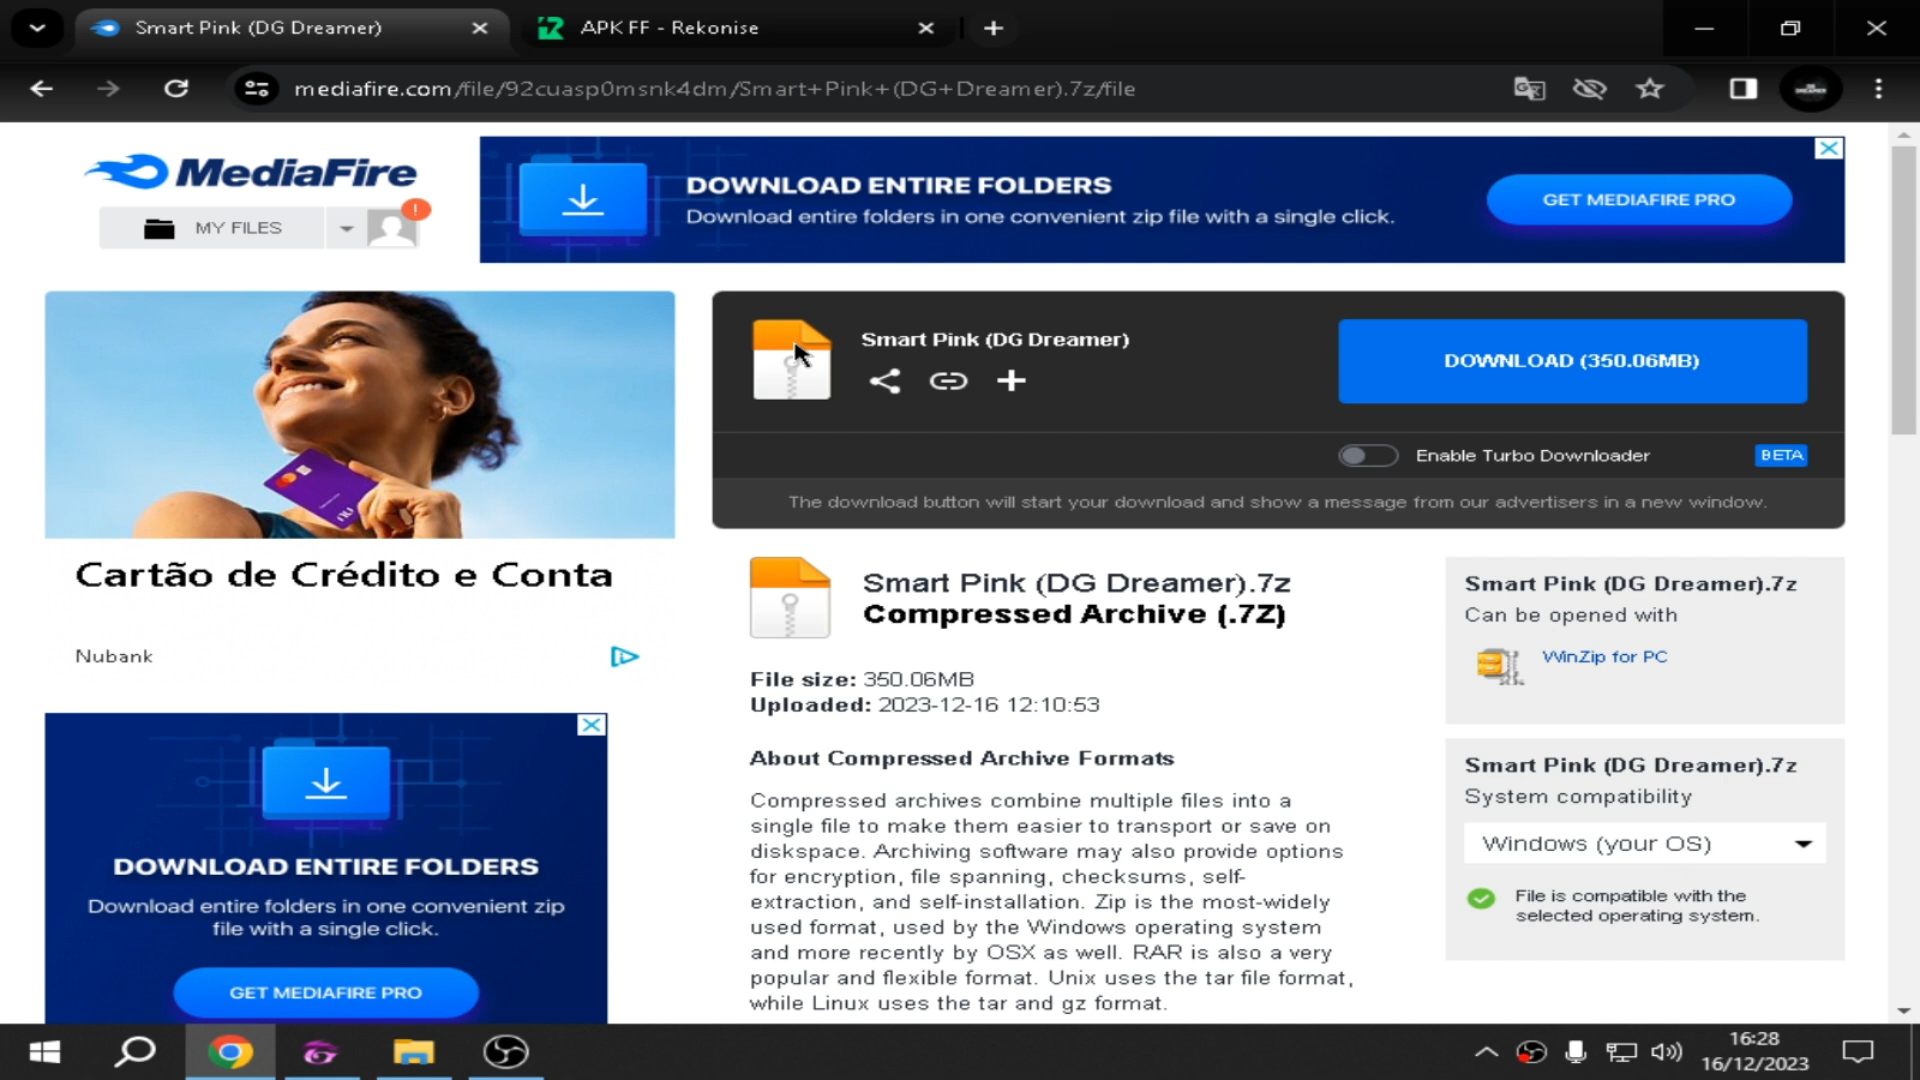 Smart Pink (DG Dreamer)
APK FF - Rekonise
mediafire.com/file/92cuasp0msnk4dm/Smart+Pink+(DG+Dreamer).7z/file
MediaFire
MY FILES
!
DOWNLOAD ENTIRE FOLDERS
Download entire folders in one convenient zip file with a single click.
GET MEDIAFIRE PRO
Smart Pink (DG Dreamer)
DOWNLOAD (350.06MB)
Enable Turbo Downloader
BETA
The download button will start your download and show a message from our advertisers in a new window.
Cartão de Crédito e Conta
Nubank
DOWNLOAD ENTIRE FOLDERS
Download entire folders in one convenient zip
file with a single click.
GET MEDIAFIRE PRO
Smart Pink (DG Dreamer).7z
Compressed Archive (.7Z)
File size: 350.06MB
Uploaded: 2023-12-16 12:10:53
About Compressed Archive Formats
Compressed archives combine multiple files into a
single file to make them easier to transport or save on
diskspace. Archiving software may also provide options
for encryption, file spanning, checksums, self-
extraction, and self-installation. Zip is the most-widely
used format, used by the Windows operating system
and more recently by OSX as well. RAR is also a very
popular and flexible format. Unix uses the tar file format,
while Linux uses the tar and gz format.
Smart Pink (DG Dreamer).7z
Can be opened with
WinZip for PC
Smart Pink (DG Dreamer).7z
System compatibility
Windows (your OS)
File is compatible with the
selected operating system.
16:28
16/12/2023